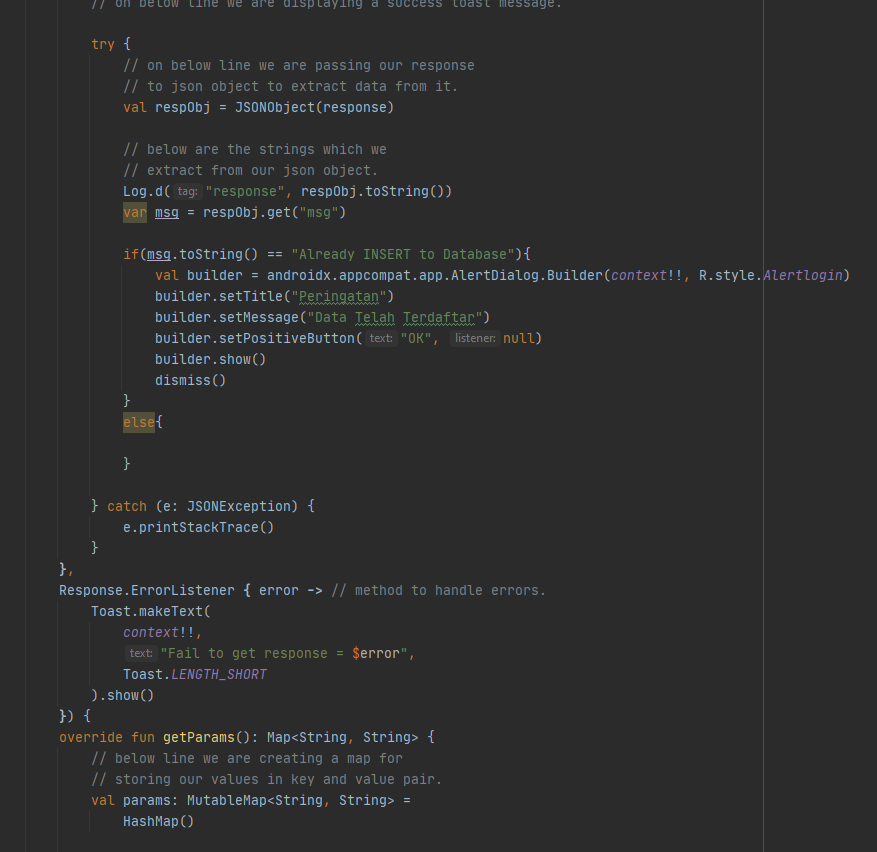 // on below line we are displaying a success toast message.
try {
// on below line we are passing our response
// to json object to extract data from it.
val respObj = JSONObject(response)
// below are the strings which we
// extract from our json object.
Log.d( tag: "response", respObj.toString())
var msg = respObj.get("msg")
if(msg.toString() == "Already INSERT to Database"){
val builder = androidx.appcompat.app.AlertDialog.Builder(context!!, R.style.Alertlogin)
builder.setTitle("Peringatan")
builder.setMessage("Data Telah Terdaftar")
builder.setPositiveButton( text: "OK", listener: null)
builder.show()
dismiss()
}
else{
}
} catch (e: JSONException) {
e.printStackTrace()
}
},
Response.ErrorListener { error -> // method to handle errors.
Toast.makeText(
context!!,
text: "Fail to get response = $error",
Toast.LENGTH_SHORT
).show()
}) {
override fun getParams(): Map<String, String> {
// below line we are creating a map for
// storing our values in key and value pair.
val params: MutableMap<String, String> =
HashMap()